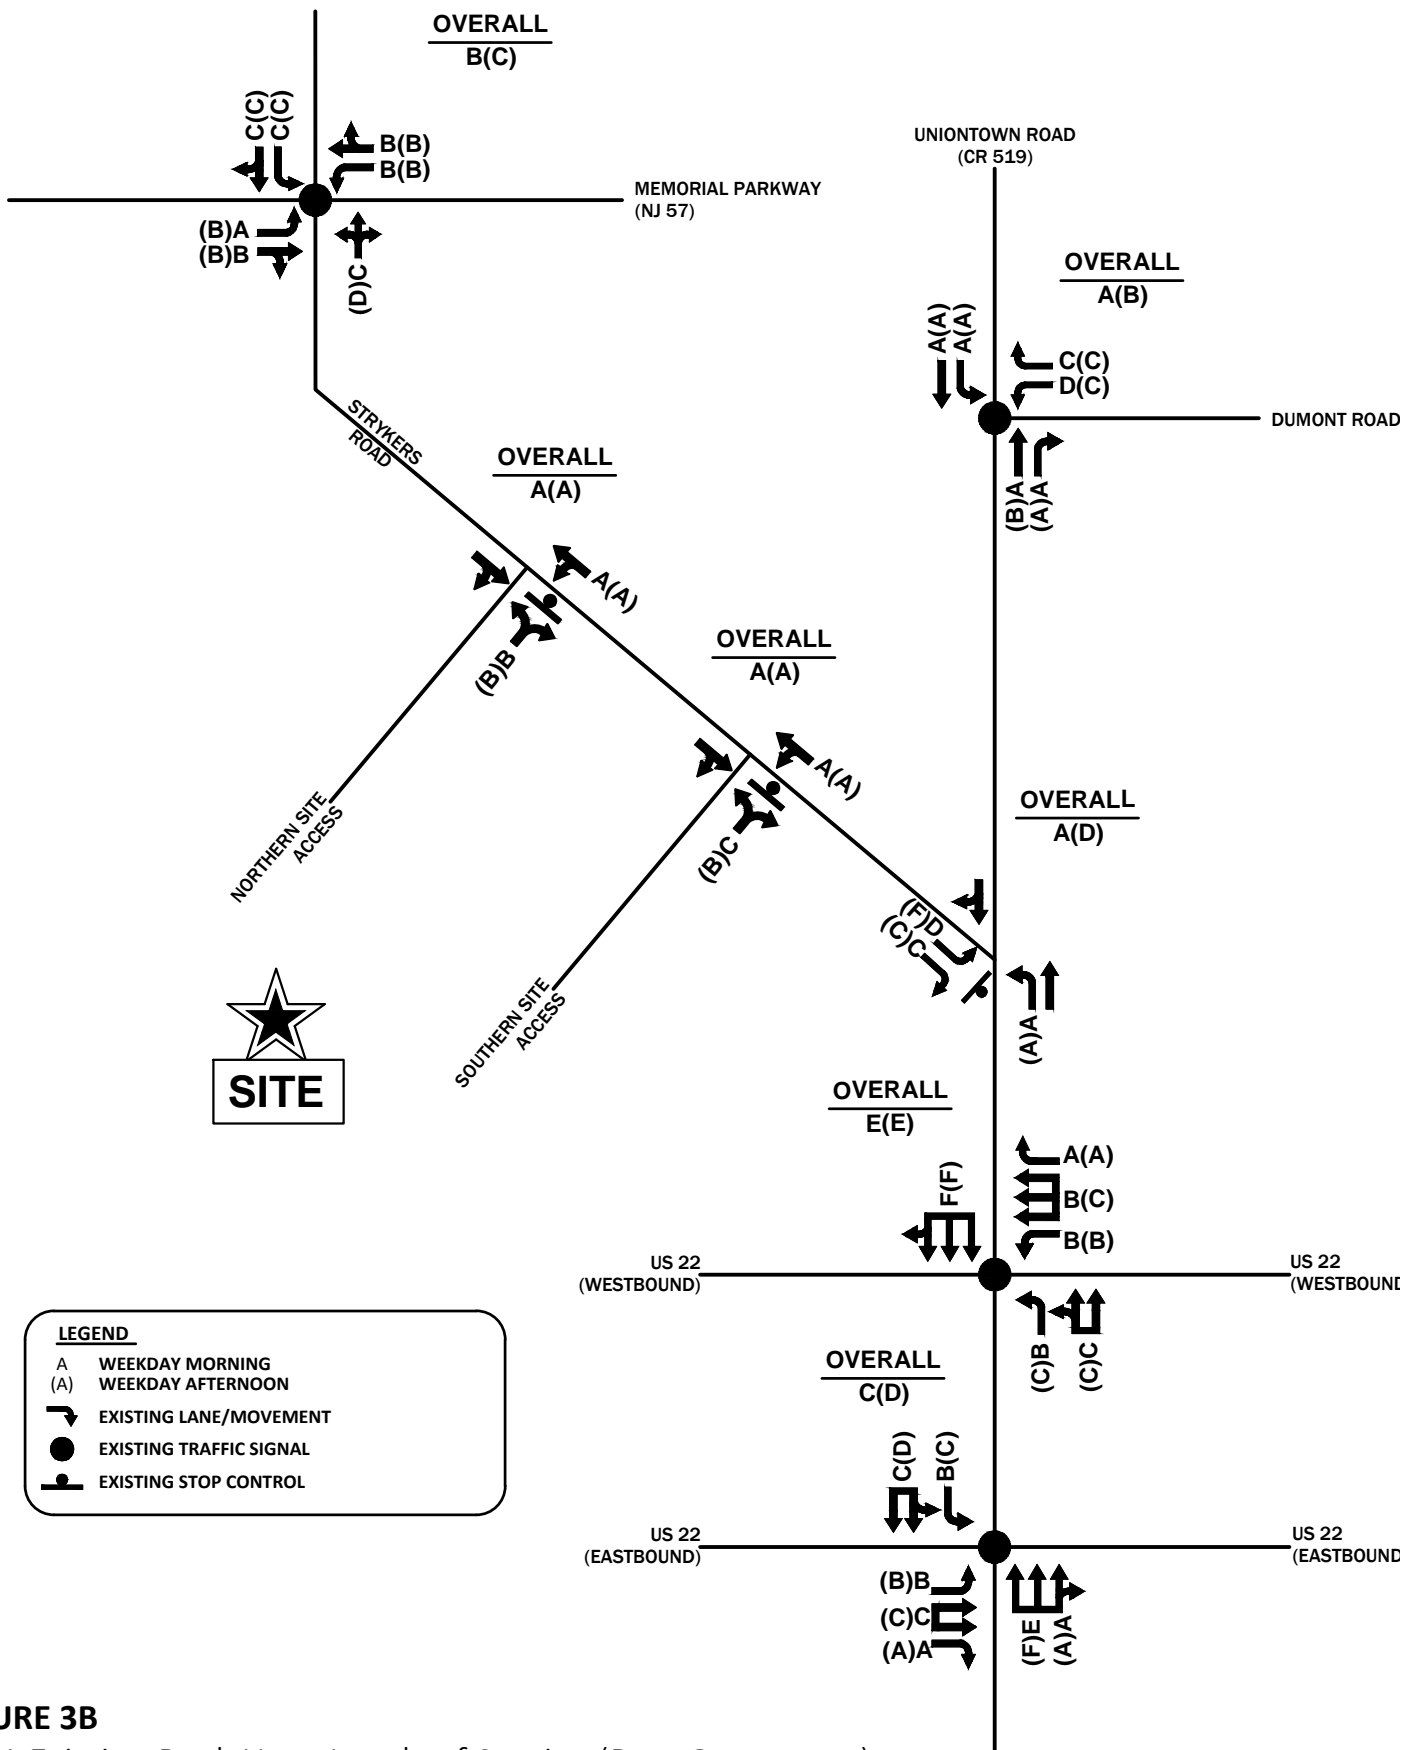 OVERALL
B(C)
C(C)
C(C)
B(B)
B(B)
MEMORIAL PARKWAY
(NJ 57)
(B)A
(B)B
(D)C
UNIONTOWN ROAD
(CR 519)
OVERALL
A(B)
A(A)
A(A)
C(C)
D(C)
DUMONT ROAD
(B)A
(A)A
STRYKERS
ROAD
OVERALL
A(A)
A(A)
(B)B
OVERALL
A(A)
A(A)
(B)C
NORTHERN SITE
ACCESS
SOUTHERN SITE
ACCESS
OVERALL
A(D)
(F)D
(C)C
(A)A
SITE
OVERALL
E(E)
F(F)
A(A)
B(C)
B(B)
US 22
(WESTBOUND)
US 22
(WESTBOUND
(C)B
(C)C
OVERALL
C(D)
C(D)
B(C)
US 22
(EASTBOUND)
US 22
(EASTBOUND
(B)B
(C)C
(A)A
(F)E
(A)A
LEGEND
A WEEKDAY MORNING
(A) WEEKDAY AFTERNOON
EXISTING LANE/MOVEMENT
EXISTING TRAFFIC SIGNAL
EXISTING STOP CONTROL
URE 3B